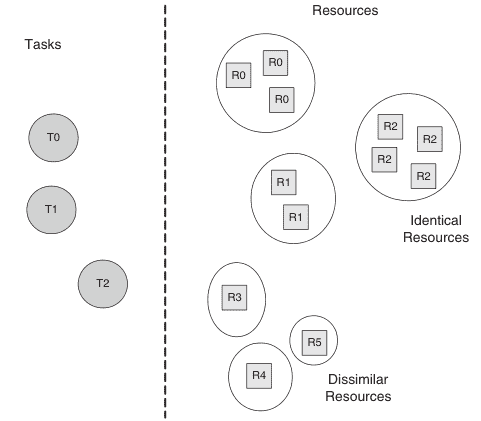 Resources
Tasks
R0
R0
R0
R2
R2
R2
R2
T0
R1
R1
T1
Identical
Resources
T2
R3
R5
R4
Dissimilar
Resources